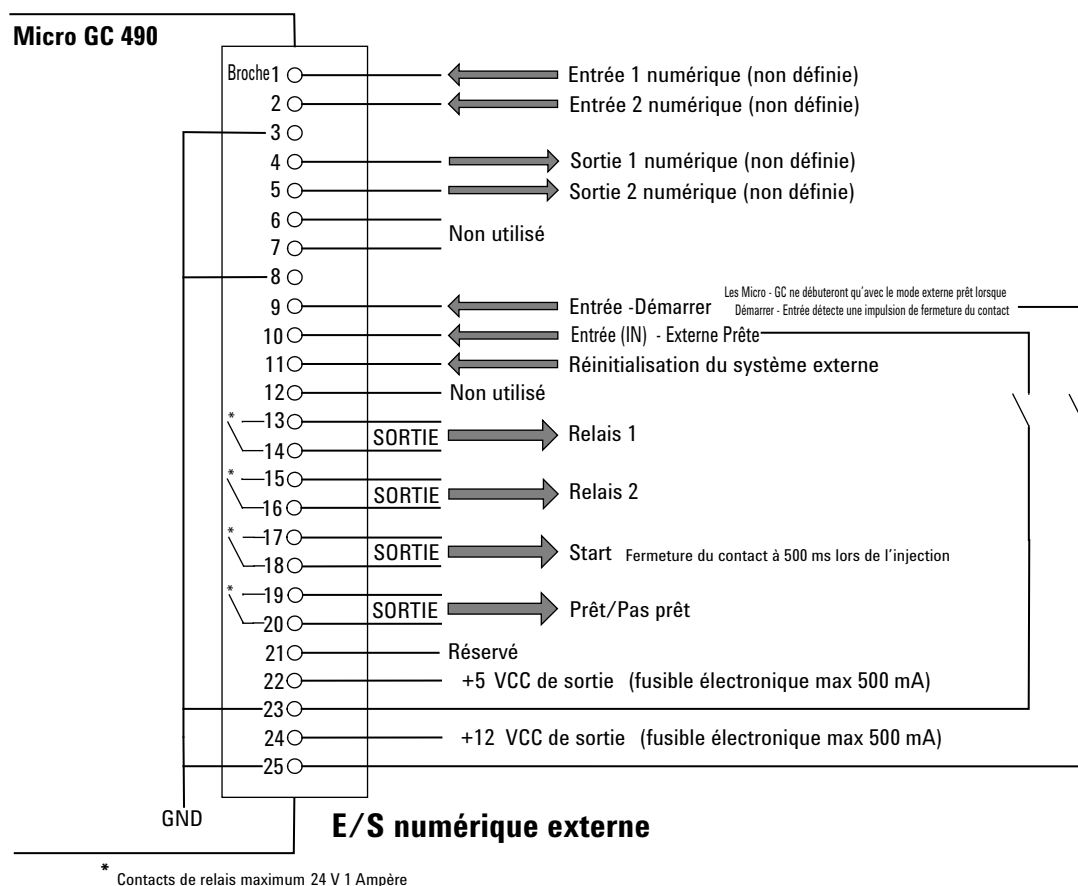 Micro GC 490
Broche 1 Entrée 1 numérique (non définie)
2 Entrée 2 numérique (non définie)
3
4 Sortie 1 numérique (non définie)
5 Sortie 2 numérique (non définie)
6
Non utilisé
7
8
Les Micro - GC ne débuteront qu'avec le mode externe prêt lorsque
9 Entrée -Démarrer Démarrer - Entrée détecte une impulsion de fermeture du contact
10 Entrée (IN) - Externe Prête
11 Réinitialisation du système externe
12 Non utilisé
* 13
SORTIE Relais 1
14
* 15
SORTIE Relais 2
16
* 17
SORTIE Start Fermeture du contact à 500 ms lors de l'injection
18
* 19
SORTIE Prêt/Pas prêt
20
21 Réservé
22 +5 VCC de sortie (fusible électronique max 500 mA)
23
24 +12 VCC de sortie (fusible électronique max 500 mA)
25
GND
E/S numérique externe
* Contacts de relais maximum 24 V 1 Ampère